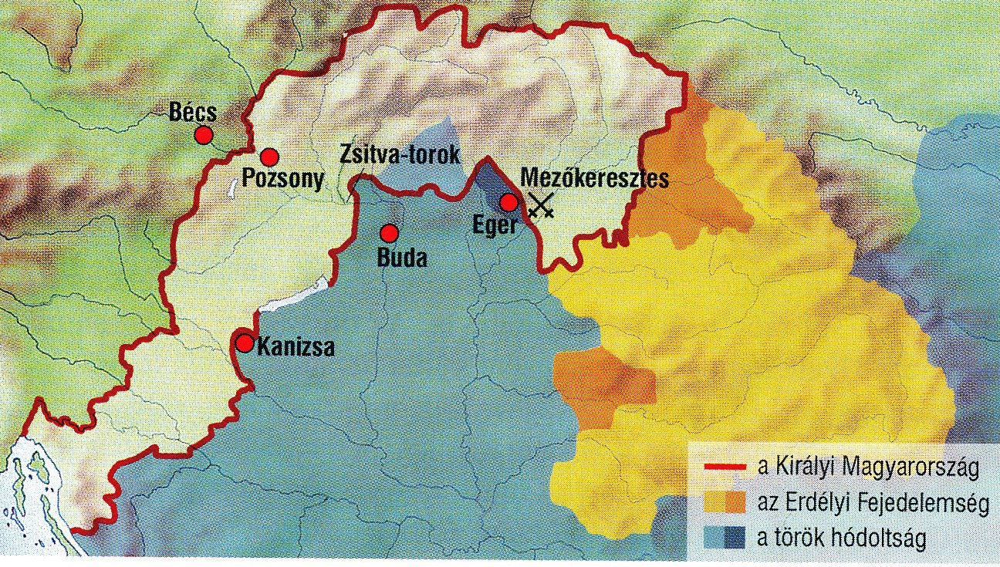 Bécs
Pozsony
Zsitva-torok
Mezőkeresztes
Eger
Buda
Kanizsa
a Királyi Magyarország
az Erdélyi Fejedelemség
a török hódoltság